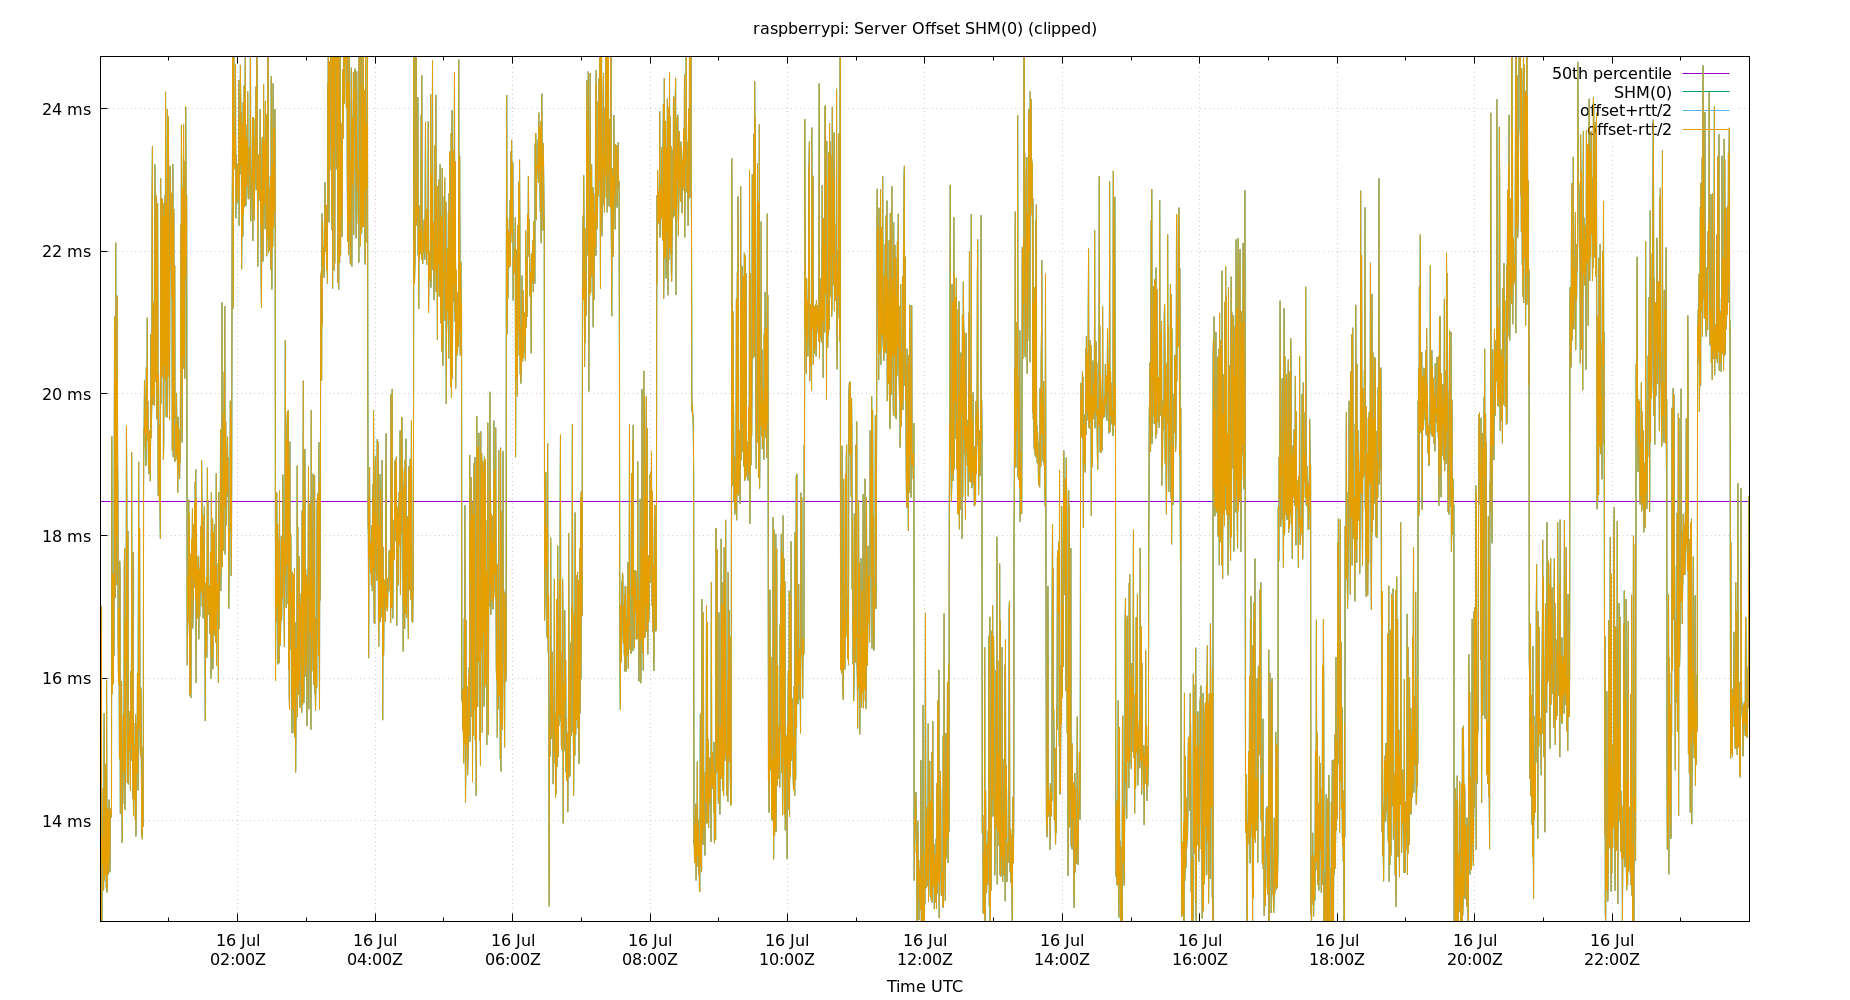 raspberrypi: Server Offset SHM(0) (clipped)
50th percentile
SHM(0)
offset+rtt/2
offset-rtt/2
24 ms
22 ms
20 ms
18 ms
16 ms
14 ms
16 Jul 16 Jul 16 Jul 16 Jul 16 Jul 16 Jul 16 Jul 16 Jul 16 Jul 16 Jul 16 Jul
02:00Z 04:00Z 06:00Z 08:00Z 10:00Z 12:00Z 14:00Z 16:00Z 18:00Z 20:00Z 22:00Z
Time UTC